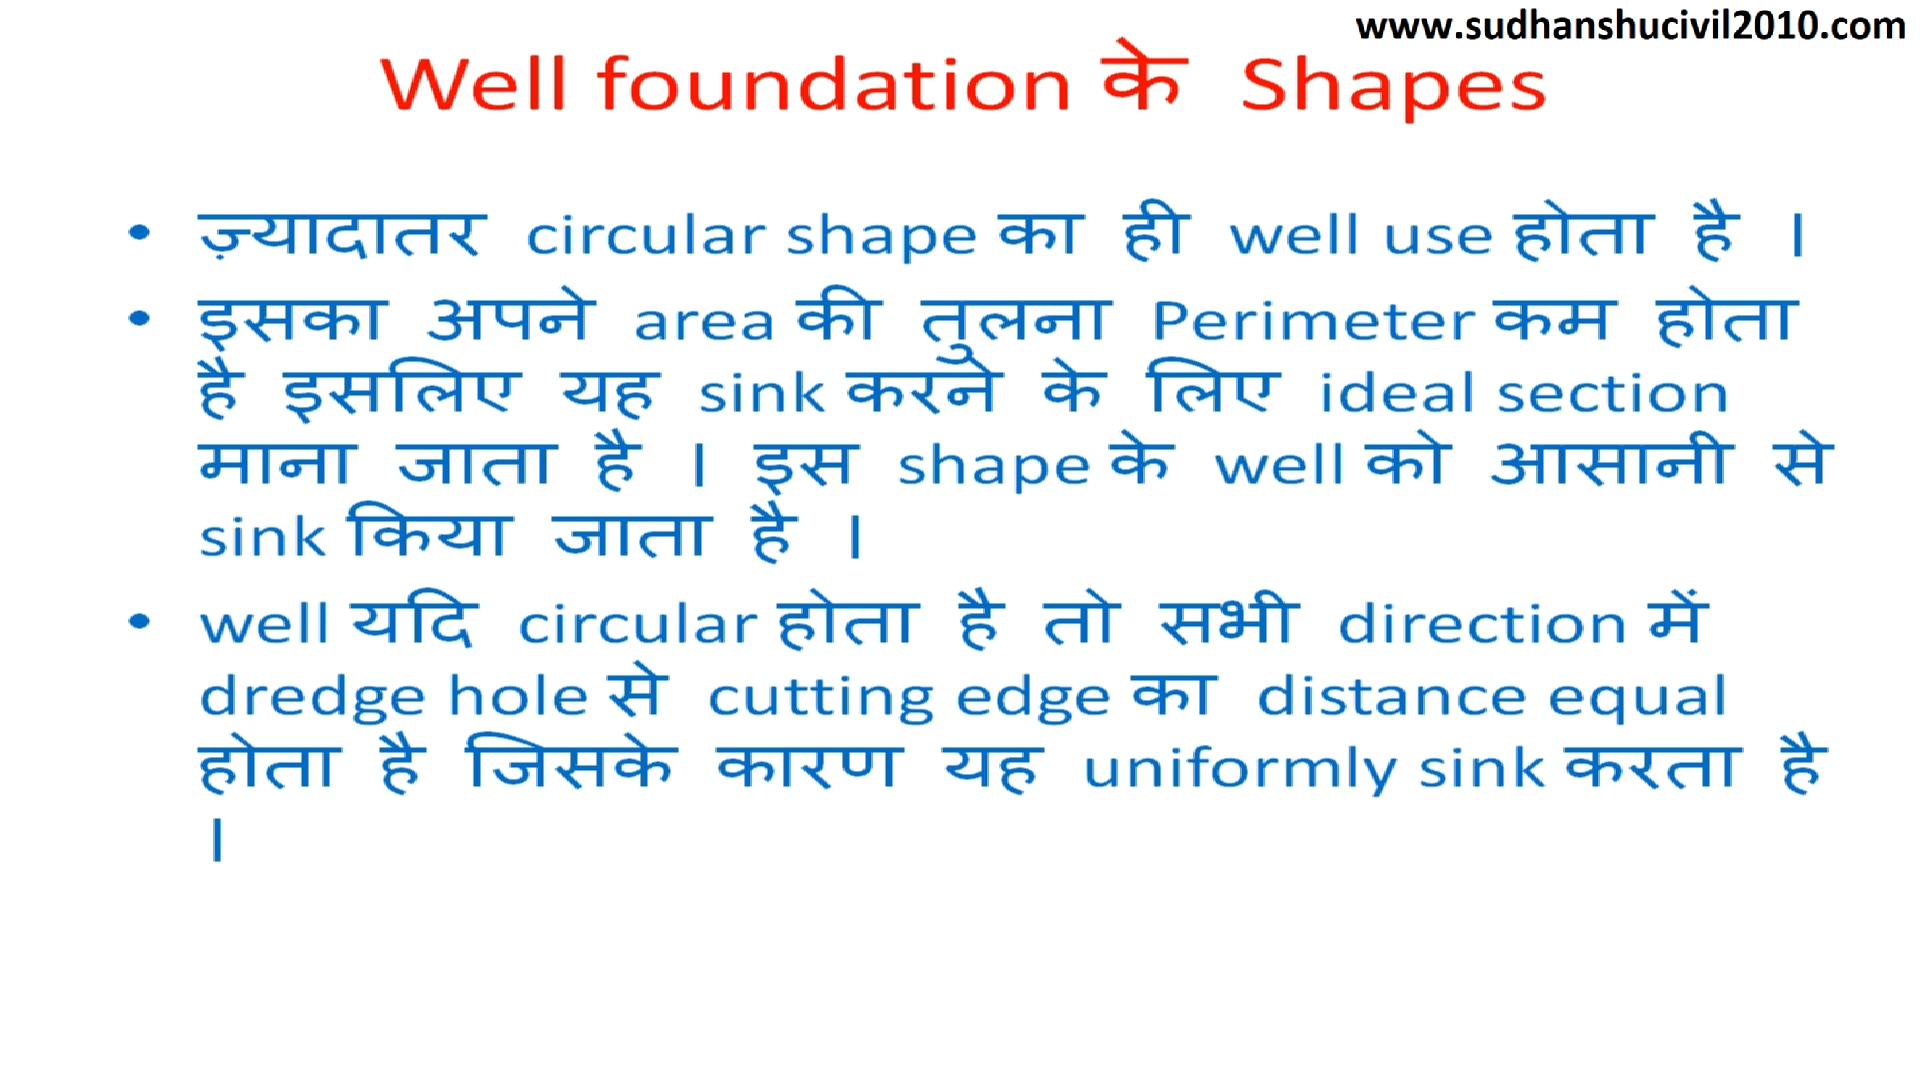 www.sudhanshucivil2010.com
Well foundation के Shapes
• ज़्यादातर circular shape का ही well use होता है ।
• इसका अपने area की तुलना Perimeter कम होता
है इसलिए यह sink करने के लिए ideal section
माना जाता है । इस shape के well को आसानी से
sink किया जाता है ।
• well यदि circular होता है तो सभी direction में
dredge hole से cutting edge का distance equal
होता है जिसके कारण यह uniformly sink करता है
।